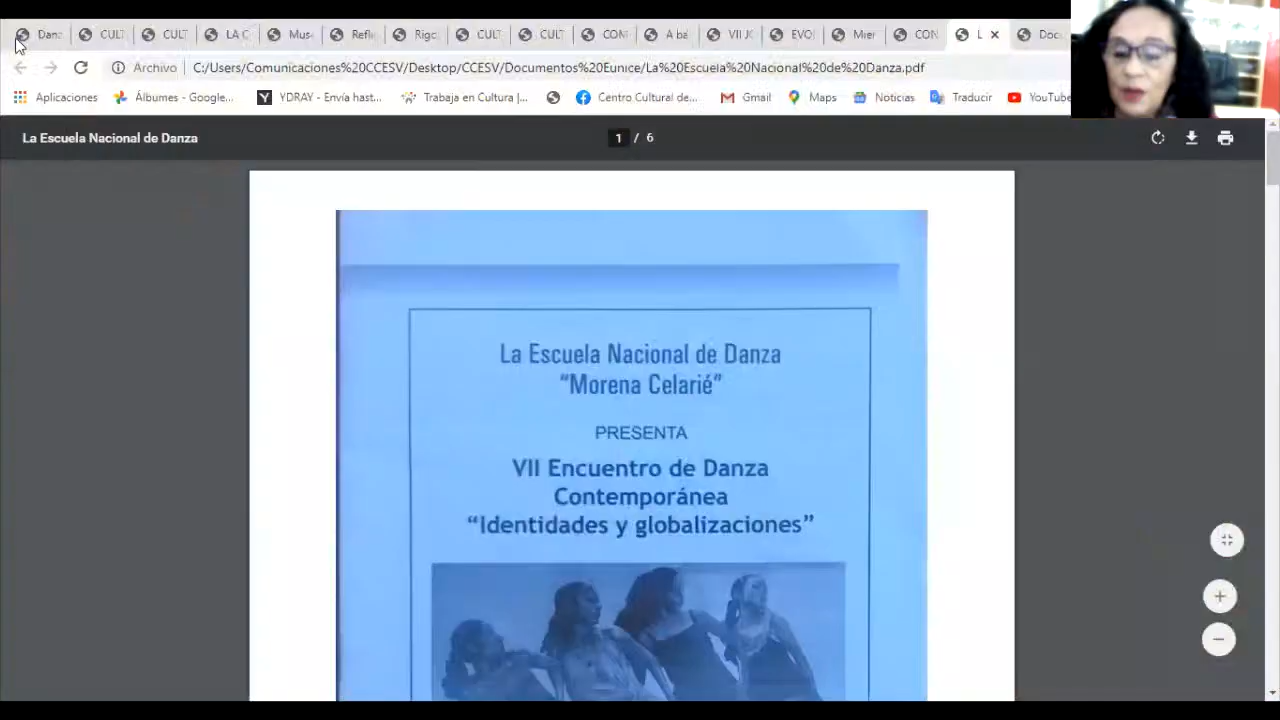 Danz CULT CULT LA C Mus Refle Rigo CULT CULT CON A ba VII JO EVO Mier CON L Doc
Archivo C:/Users/Comunicaciones%20CCESV/Desktop/CCESV/Documentos%20Eunice/La%20Escuela%20Nacional%20de%20Danza.pdf
Aplicaciones Álbumes - Google... YDRAY - Envía hast... Trabaja en Cultura |... Centro Cultural de... Gmail Maps Noticias Traducir YouTube
La Escuela Nacional de Danza 1 / 6
La Escuela Nacional de Danza
“Morena Celarié”
PRESENTA
VII Encuentro de Danza
Contemporánea
“Identidades y globalizaciones”